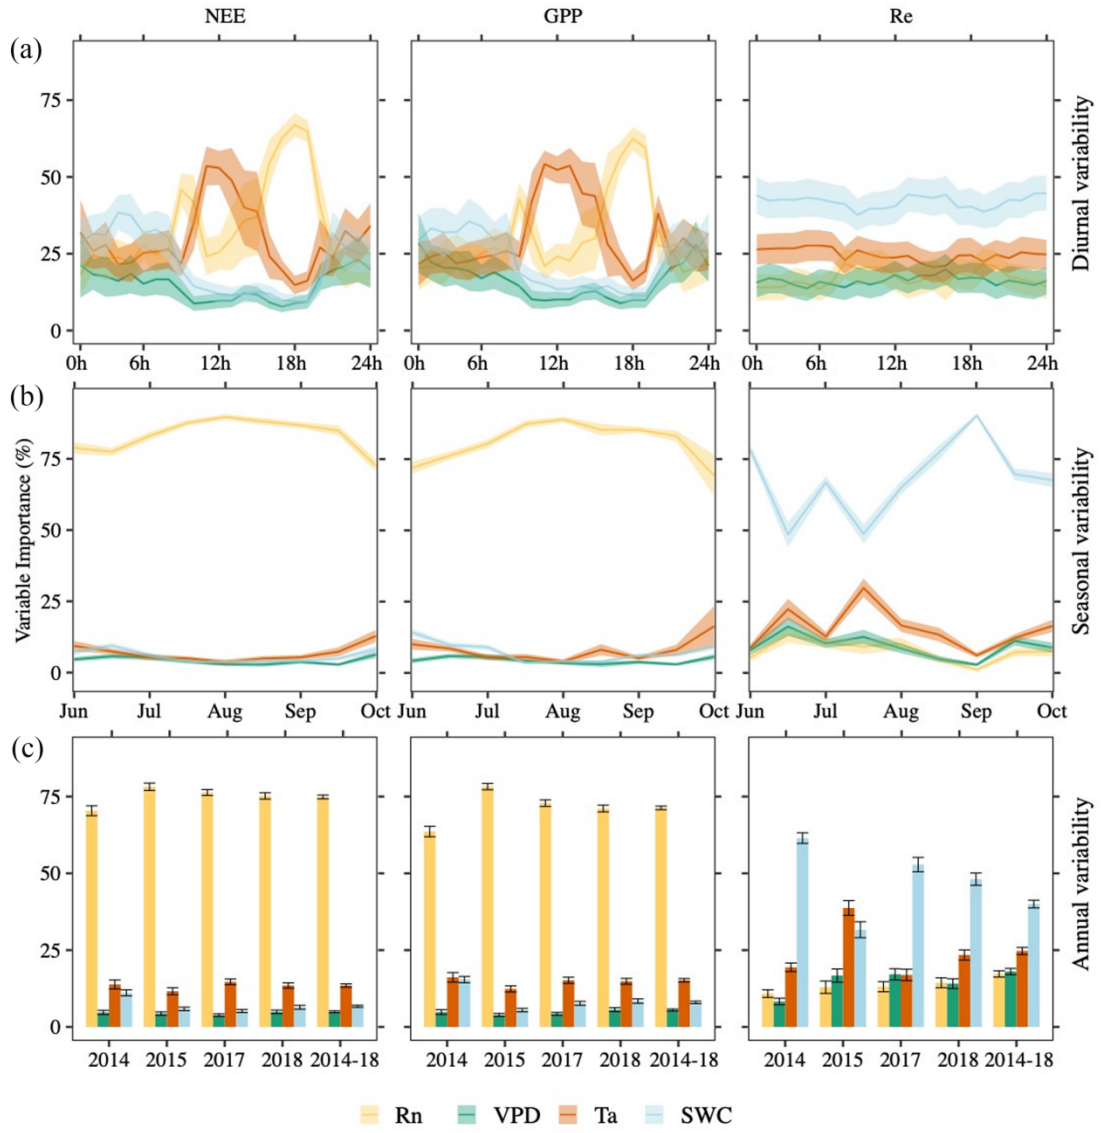 NEE GPP Re
(a)
75
50
25
0
Diurnal variability
0h 6h 12h 18h 24h 0h 6h 12h 18h 24h 0h 6h 12h 18h 24h
(b)
Variable Importance (%)
75
50
25
0
Seasonal variability
Jun Jul Aug Sep Oct Jun Jul Aug Sep Oct Jun Jul Aug Sep Oct
(c)
75
50
25
0
Annual variability
2014 2015 2017 2018 2014-18 2014 2015 2017 2018 2014-18 2014 2015 2017 2018 2014-18
Rn VPD Ta SWC